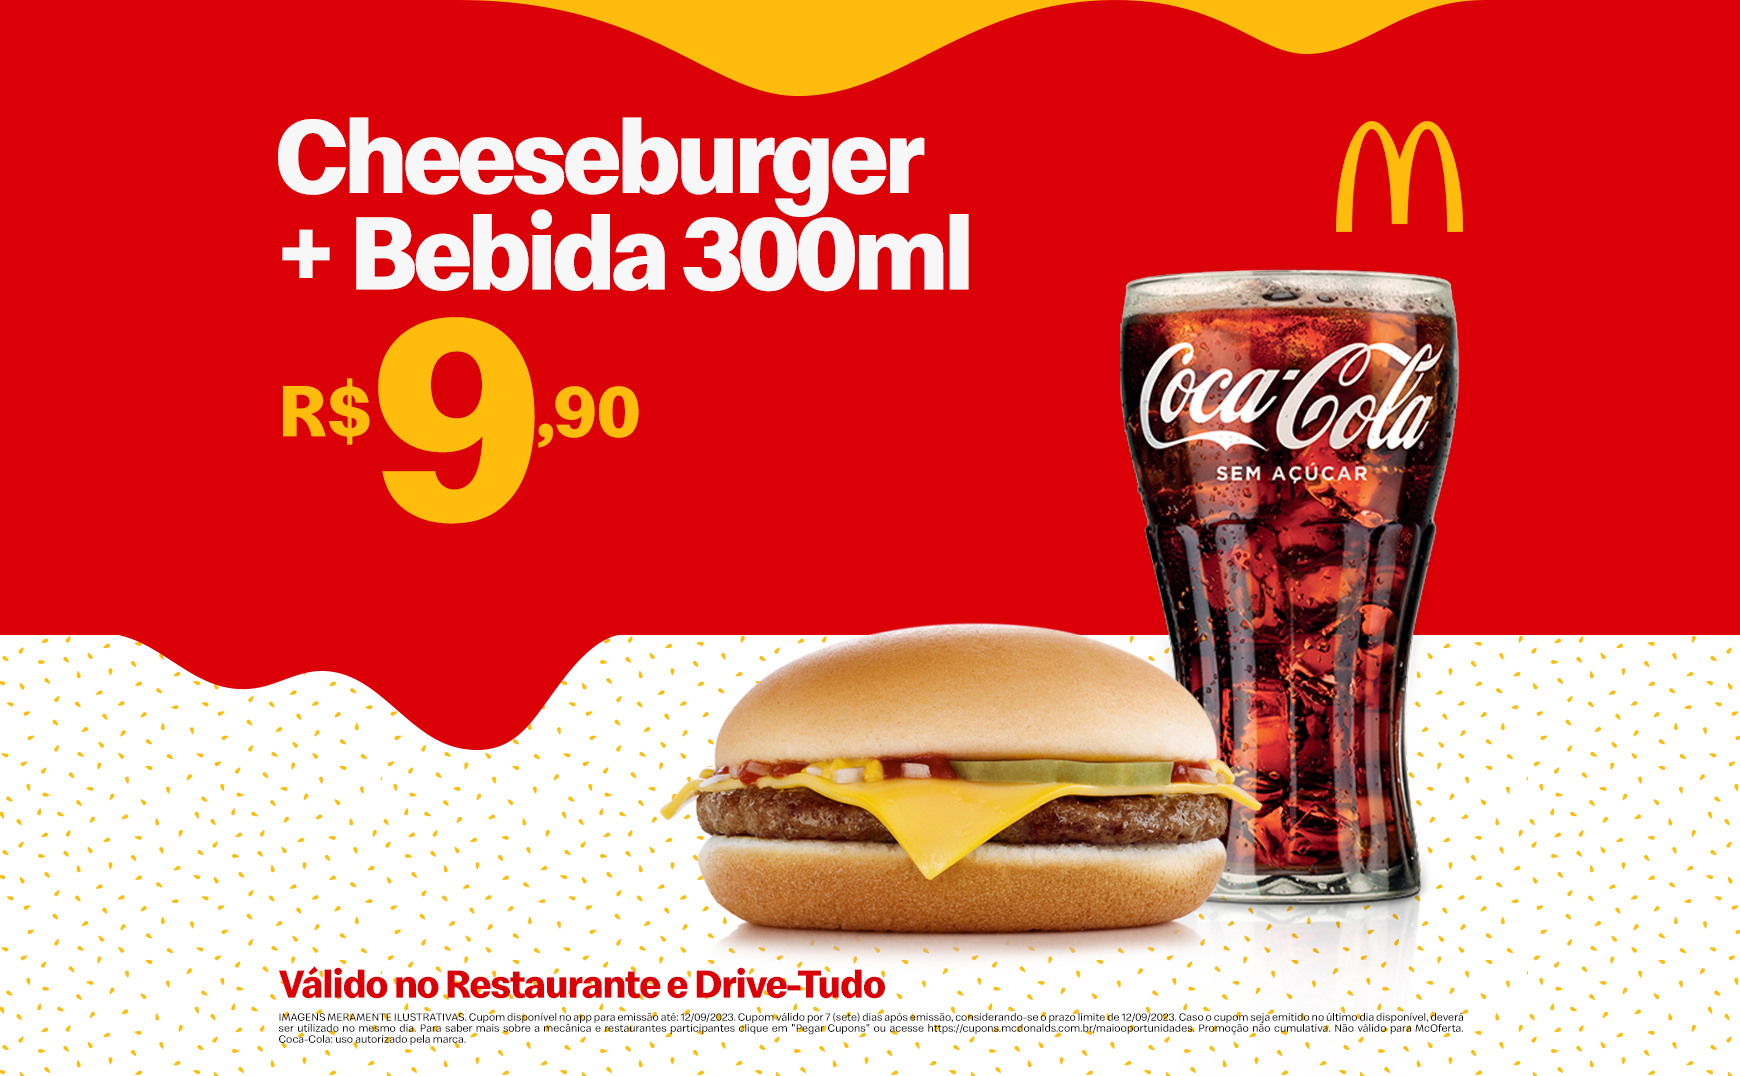 Cheeseburger
+ Bebida 300ml
R$9,90
Coca-Cola
SEM AÇÚCAR
Válido no Restaurante e Drive-Tudo
IMAGENS MERAMENTE ILUSTRATIVAS. Cupom disponível no app para emissão até: 12/09/2023. Cupom válido por 7 (sete) dias após emissão, considerando-se o prazo limite de 12/09/2023. Caso o cupom seja emitido no último dia disponível, deverá
ser utilizado no mesmo dia. Para saber mais sobre a mecânica e restaurantes participantes clique em "Pegar Cupons" ou acesse https://cupons.mcdonalds.com.br/maiooportunidades. Promoção não cumulativa. Não válido para McOferta.
Coca-Cola: uso autorizado pela marca.